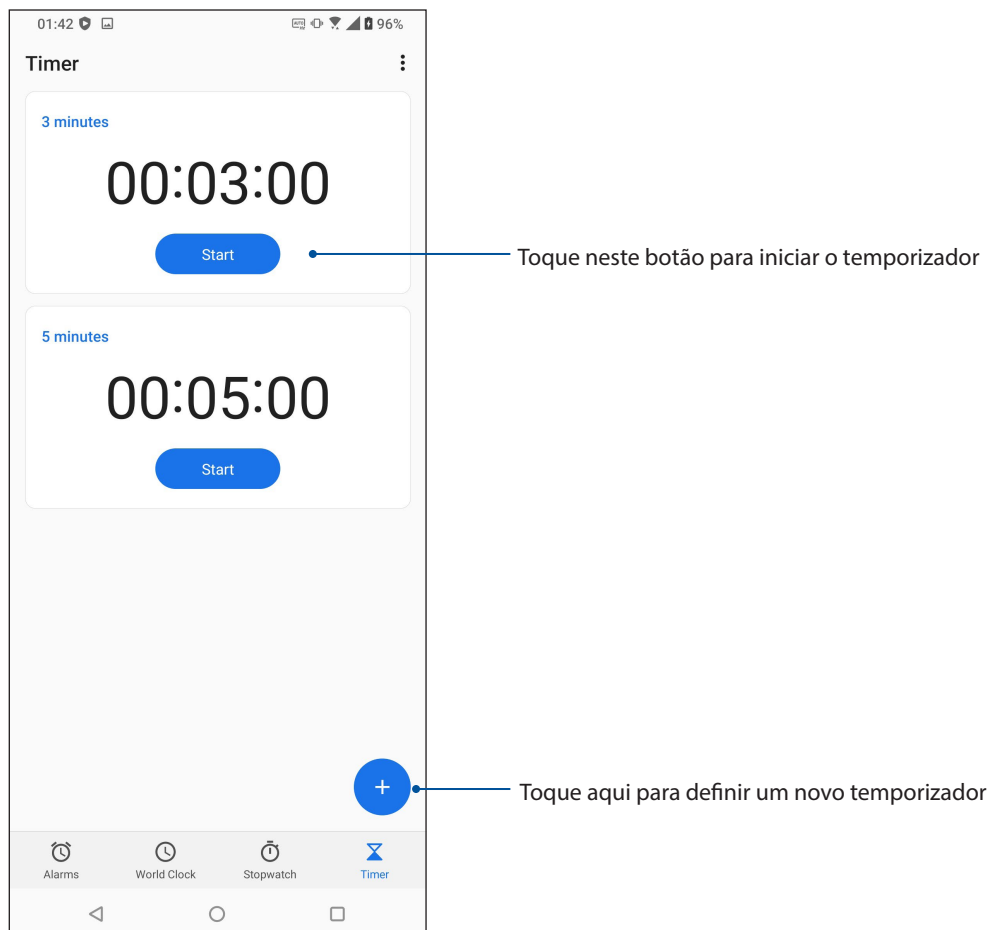 01:42 96%
Timer
3 minutes
00:03:00
Start
Toque neste botão para iniciar o temporizador
5 minutes
00:05:00
Start
+
Toque aqui para definir um novo temporizador
Alarms World Clock Stopwatch Timer